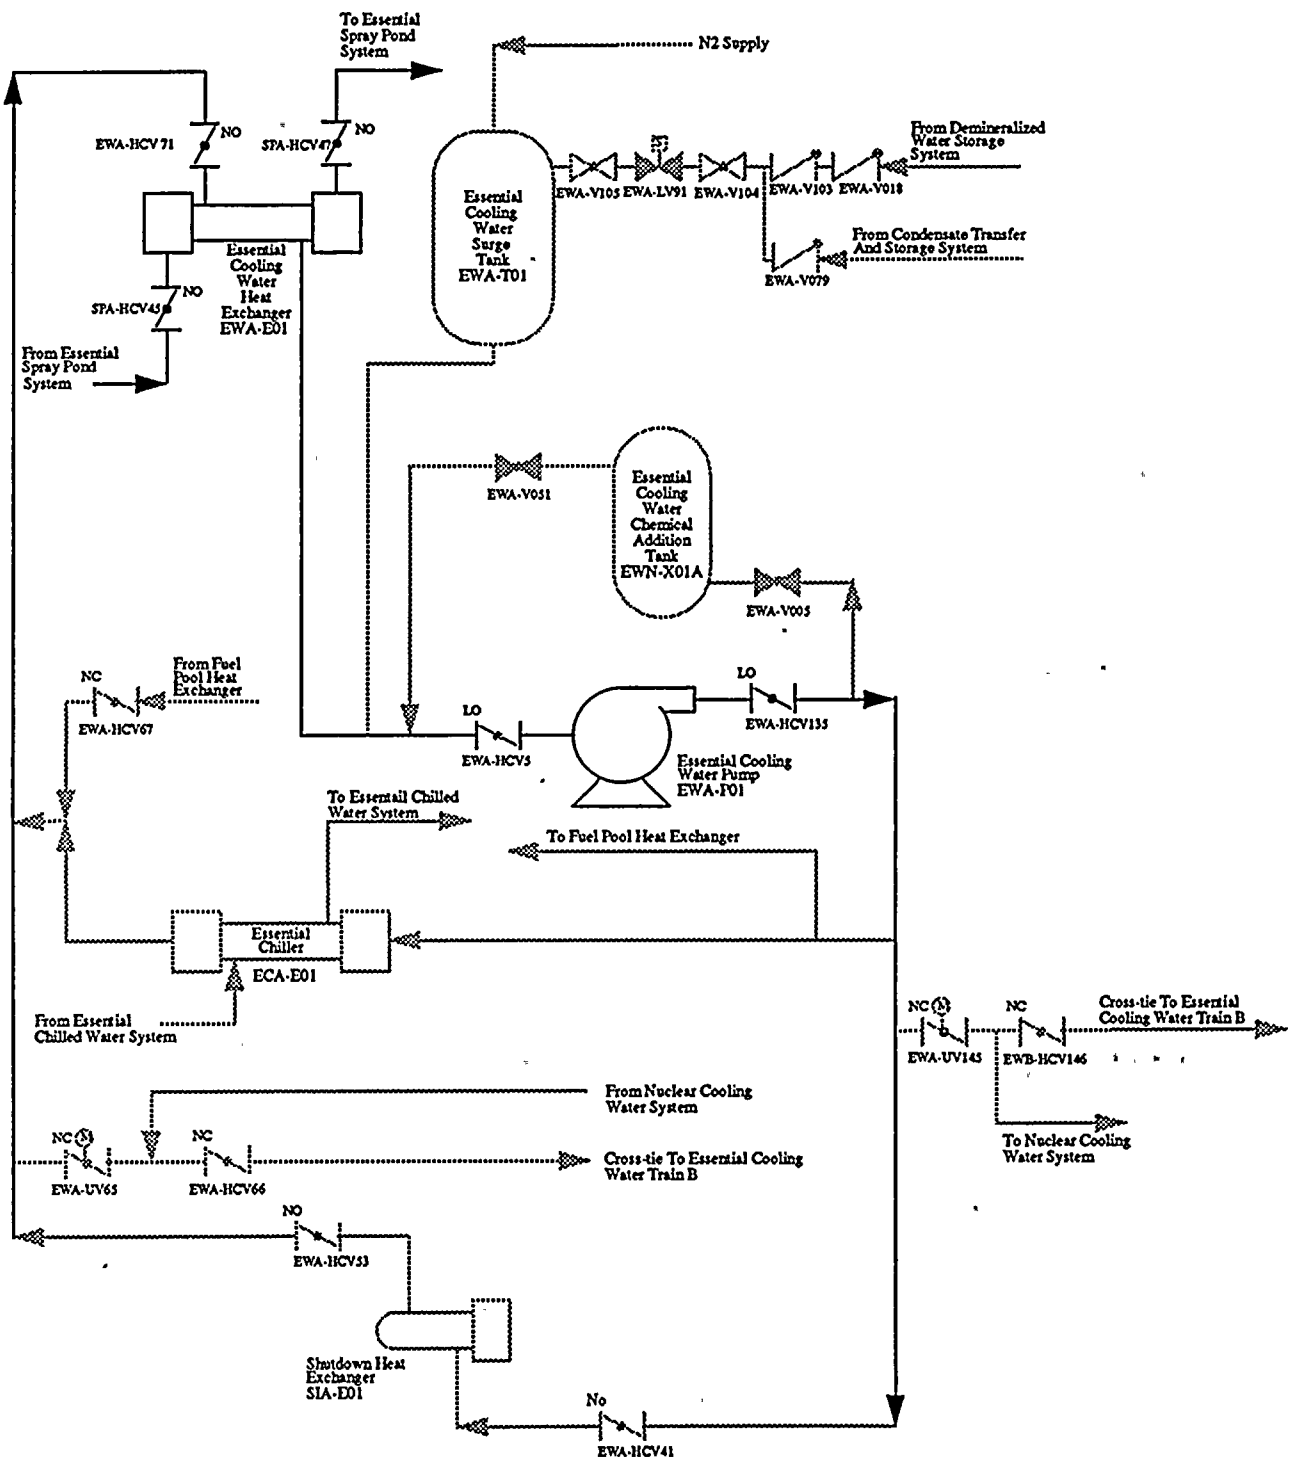 To Essential
Spray Pond
System
N2 Supply
EWA-HCV 71
NO
SPA-HCV47
NO
From Demineralized
Water Storage
System
EWA-V105
EWA-LV91
EWA-V104
EWA-V103
EWA-V018
Essential
Cooling
Water
Surge
Tank
EWA-T01
From Condensate Transfer
And Storage System
EWA-V079
Essential
Cooling
Water
Heat
Exchanger
EWA-E01
NO
SPA-HCV45
From Essential
Spray Pond
System
EWA-V051
Essential
Cooling
Water
Chemical
Addition
Tank
EWN-X01A
EWA-V005
From Fuel
Pool Heat
Exchanger
NC
EWA-HCV67
LO
EWA-HCV5
LO
EWA-HCV135
Essential Cooling
Water Pump
EWA-P01
To Essentail Chilled
Water System
To Fuel Pool Heat Exchanger
Essential
Chiller
ECA-E01
From Essential
Chilled Water System
NC
M
EWA-UV145
NC
EWB-HCV146
Cross-tie To Essential
Cooling Water Train B
To Nuclear Cooling
Water System
From Nuclear Cooling
Water System
NC
M
EWA-UV65
NC
EWA-HCV66
Cross-tie To Essential Cooling
Water Train B
NO
EWA-HCV53
Shutdown Heat
Exchanger
SIA-E01
No
EWA-HCV41